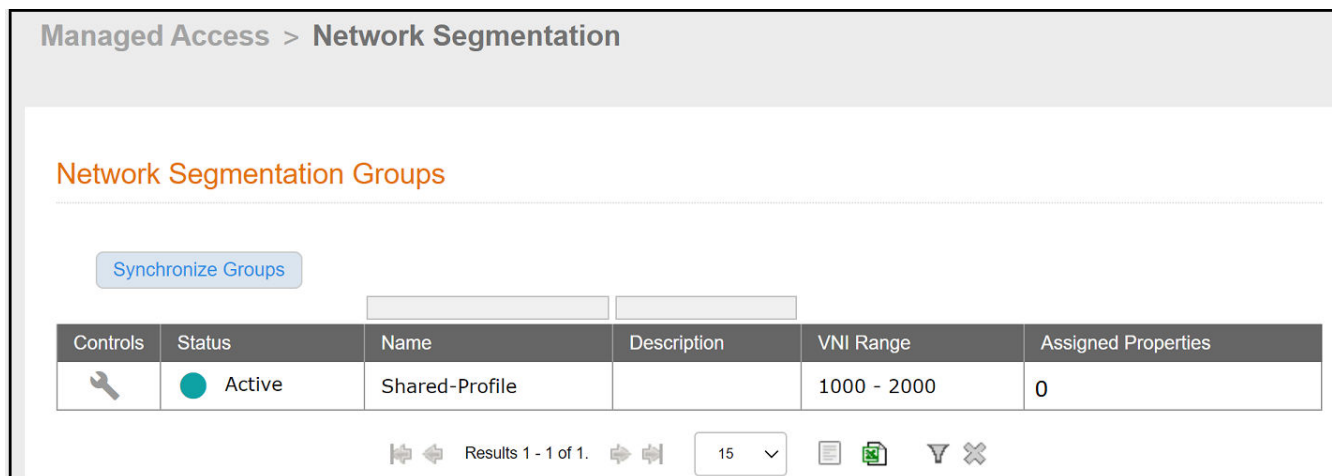 Managed Access > Network Segmentation
Network Segmentation Groups
Synchronize Groups
Controls Status Name Description VNI Range Assigned Properties
Active Shared-Profile 1000 - 2000 0
Results 1 - 1 of 1. 15